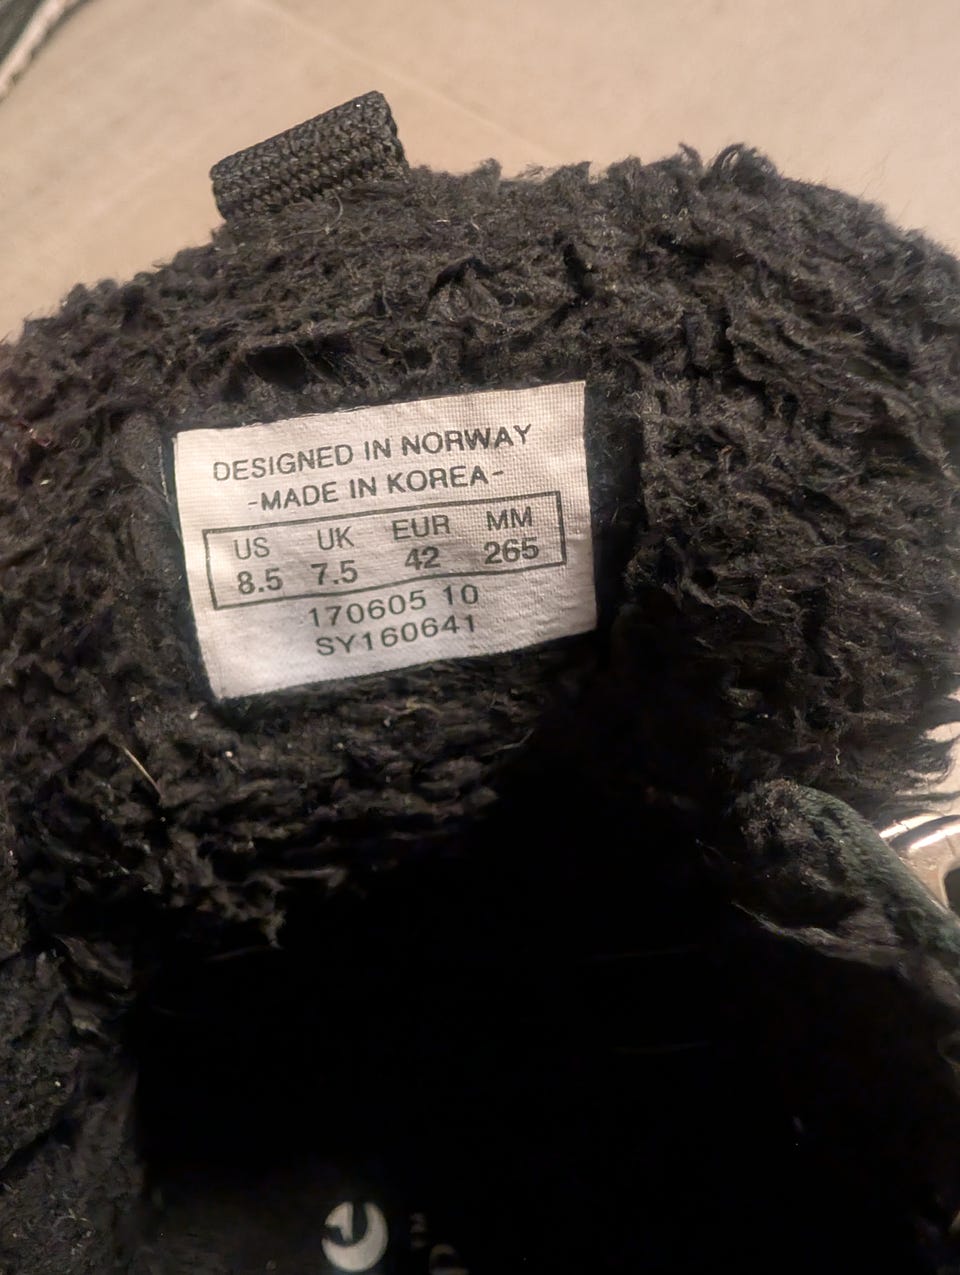 DESIGNED IN NORWAY
-MADE IN KOREA-
US UK EUR MM
8.5 7.5 42 265
170605 10
SY160641